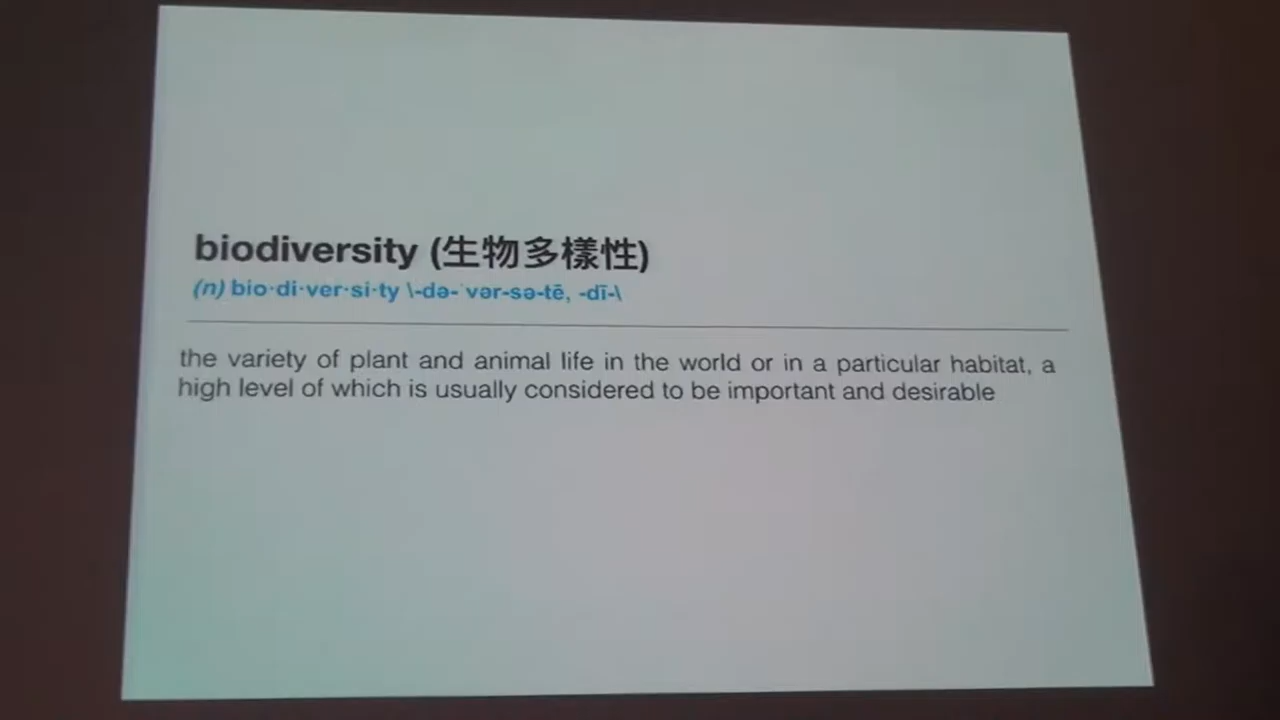 biodiversity (生物多樣性)
(n) bio·di·ver·si·ty \-də-ˈvər-sə-tē, -dī-\
the variety of plant and animal life in the world or in a particular habitat, a
high level of which is usually considered to be important and desirable